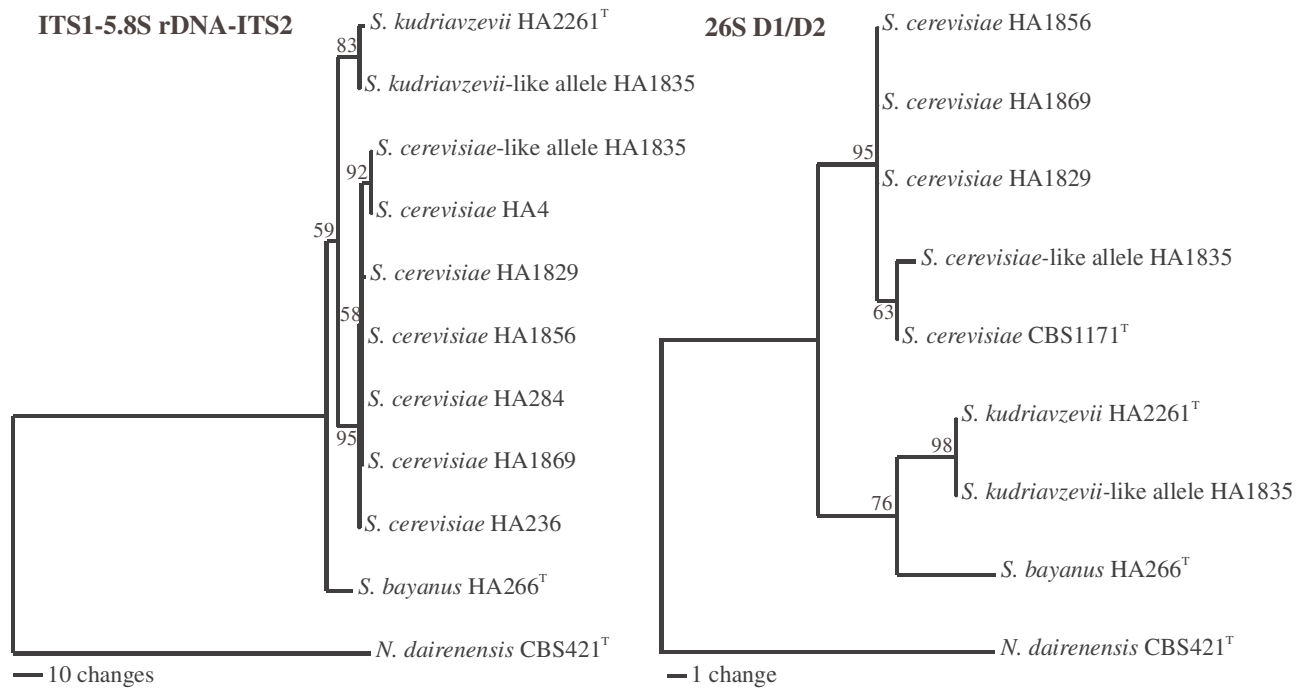 ITS1-5.8S rDNA-ITS2
S. kudriavzevii HA2261ᵀ
83
S. kudriavzevii-like allele HA1835
S. cerevisiae-like allele HA1835
92
S. cerevisiae HA4
59
S. cerevisiae HA1829
58
S. cerevisiae HA1856
S. cerevisiae HA284
95
S. cerevisiae HA1869
S. cerevisiae HA236
S. bayanus HA266ᵀ
N. dairenensis CBS421ᵀ
10 changes
26S D1/D2
S. cerevisiae HA1856
S. cerevisiae HA1869
95
S. cerevisiae HA1829
S. cerevisiae-like allele HA1835
63
S. cerevisiae CBS1171ᵀ
S. kudriavzevii HA2261ᵀ
98
S. kudriavzevii-like allele HA1835
76
S. bayanus HA266ᵀ
N. dairenensis CBS421ᵀ
1 change